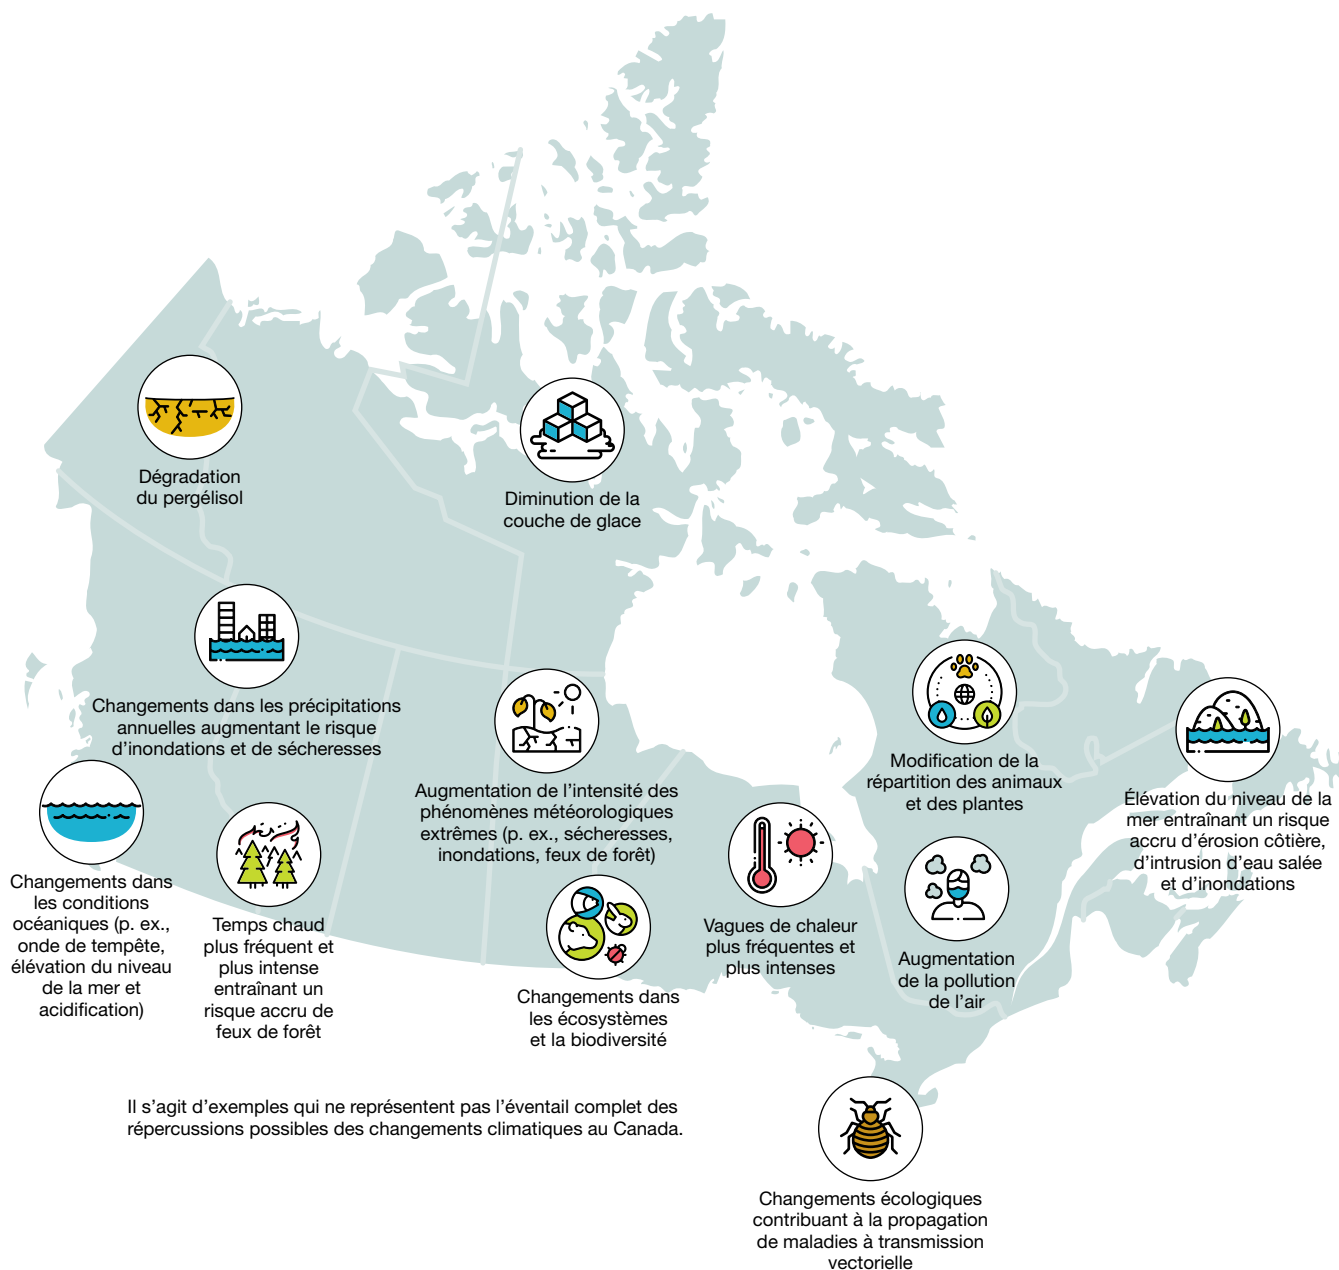 Dégradation
du pergélisol
Diminution de la
couche de glace
Changements dans les précipitations
annuelles augmentant le risque
d’inondations et de sécheresses
Augmentation de l’intensité des
phénomènes météorologiques
extrêmes (p. ex., sécheresses,
inondations, feux de forêt)
Modification de la
répartition des animaux
et des plantes
Élévation du niveau de la
mer entraînant un risque
accru d’érosion côtière,
d’intrusion d’eau salée
et d’inondations
Changements dans
les conditions
océaniques (p. ex.,
onde de tempête,
élévation du niveau
de la mer et
acidification)
Temps chaud
plus fréquent et
plus intense
entraînant un
risque accru de
feux de forêt
Changements dans
les écosystèmes
et la biodiversité
Vagues de chaleur
plus fréquentes et
plus intenses
Augmentation
de la pollution
de l’air
Il s’agit d’exemples qui ne représentent pas l’éventail complet des
répercussions possibles des changements climatiques au Canada.
Changements écologiques
contribuant à la propagation
de maladies à transmission
vectorielle